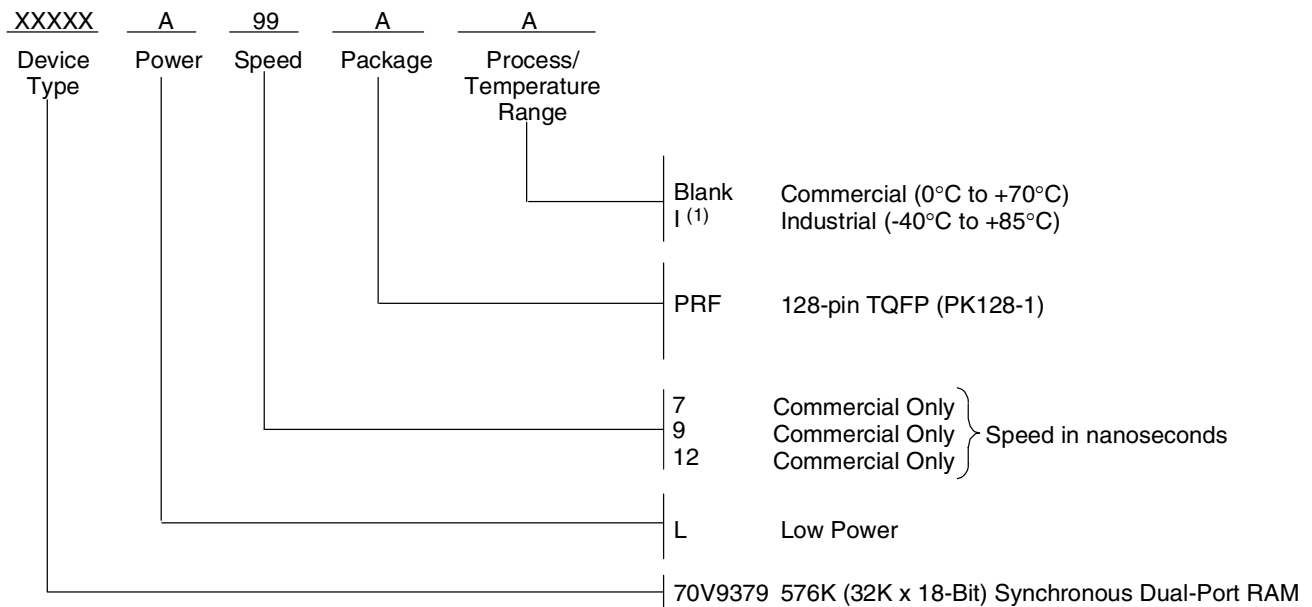 XXXXX A 99 A A
Device Power Speed Package Process/
Type Temperature
Range
Blank Commercial (0°C to +70°C)
I (1) Industrial (-40°C to +85°C)
PRF 128-pin TQFP (PK128-1)
7 Commercial Only
9 Commercial Only Speed in nanoseconds
12 Commercial Only
L Low Power
70V9379 576K (32K x 18-Bit) Synchronous Dual-Port RAM